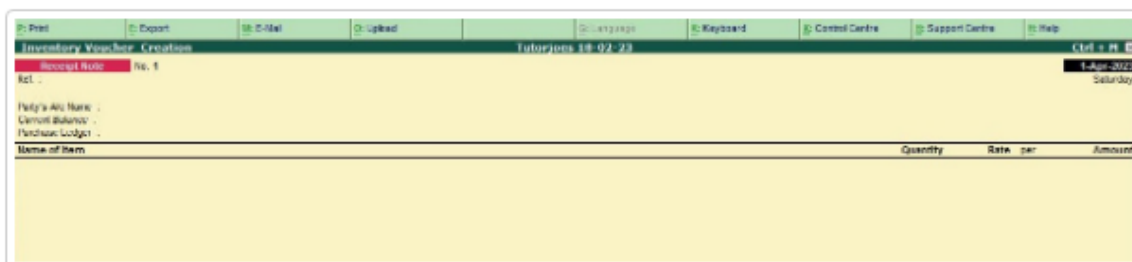 P: Print E: Export M: E-Mail O: Upload G: Language K: Keyboard K: Control Centre H: Support Centre H: Help
Inventory Voucher Creation Tutorjoes 18-02-23 Ctrl + M
Receipt Note No. 1 1-Apr-2023
Ref. : Saturday
Party's A/c Name :
Current Balance :
Purchase Ledger :
Name of Item Quantity Rate per Amount